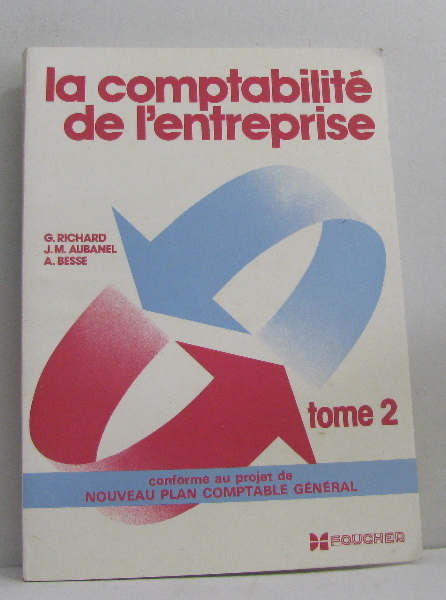 la comptabilité
de l'entreprise
G. RICHARD
J.M. AUBANEL
A. BESSE
tome 2
conforme au projet de
NOUVEAU PLAN COMPTABLE GÉNÉRAL
FOUCHER